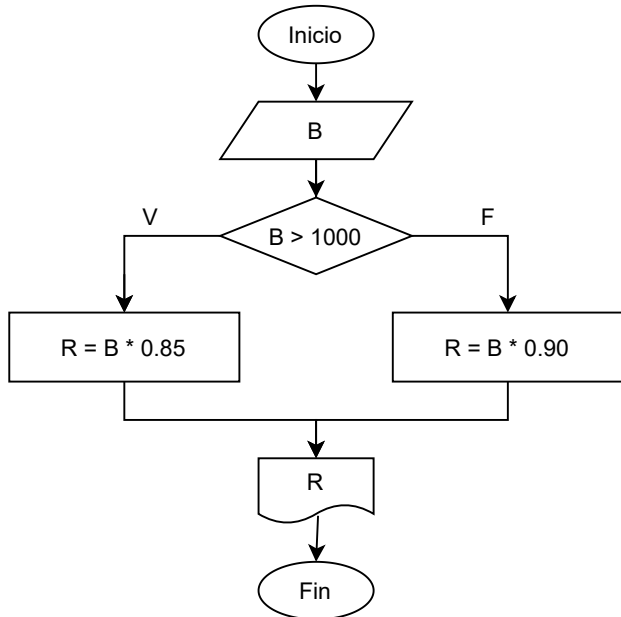 Inicio
B
V
F
B > 1000
R = B * 0.85
R = B * 0.90
R
Fin